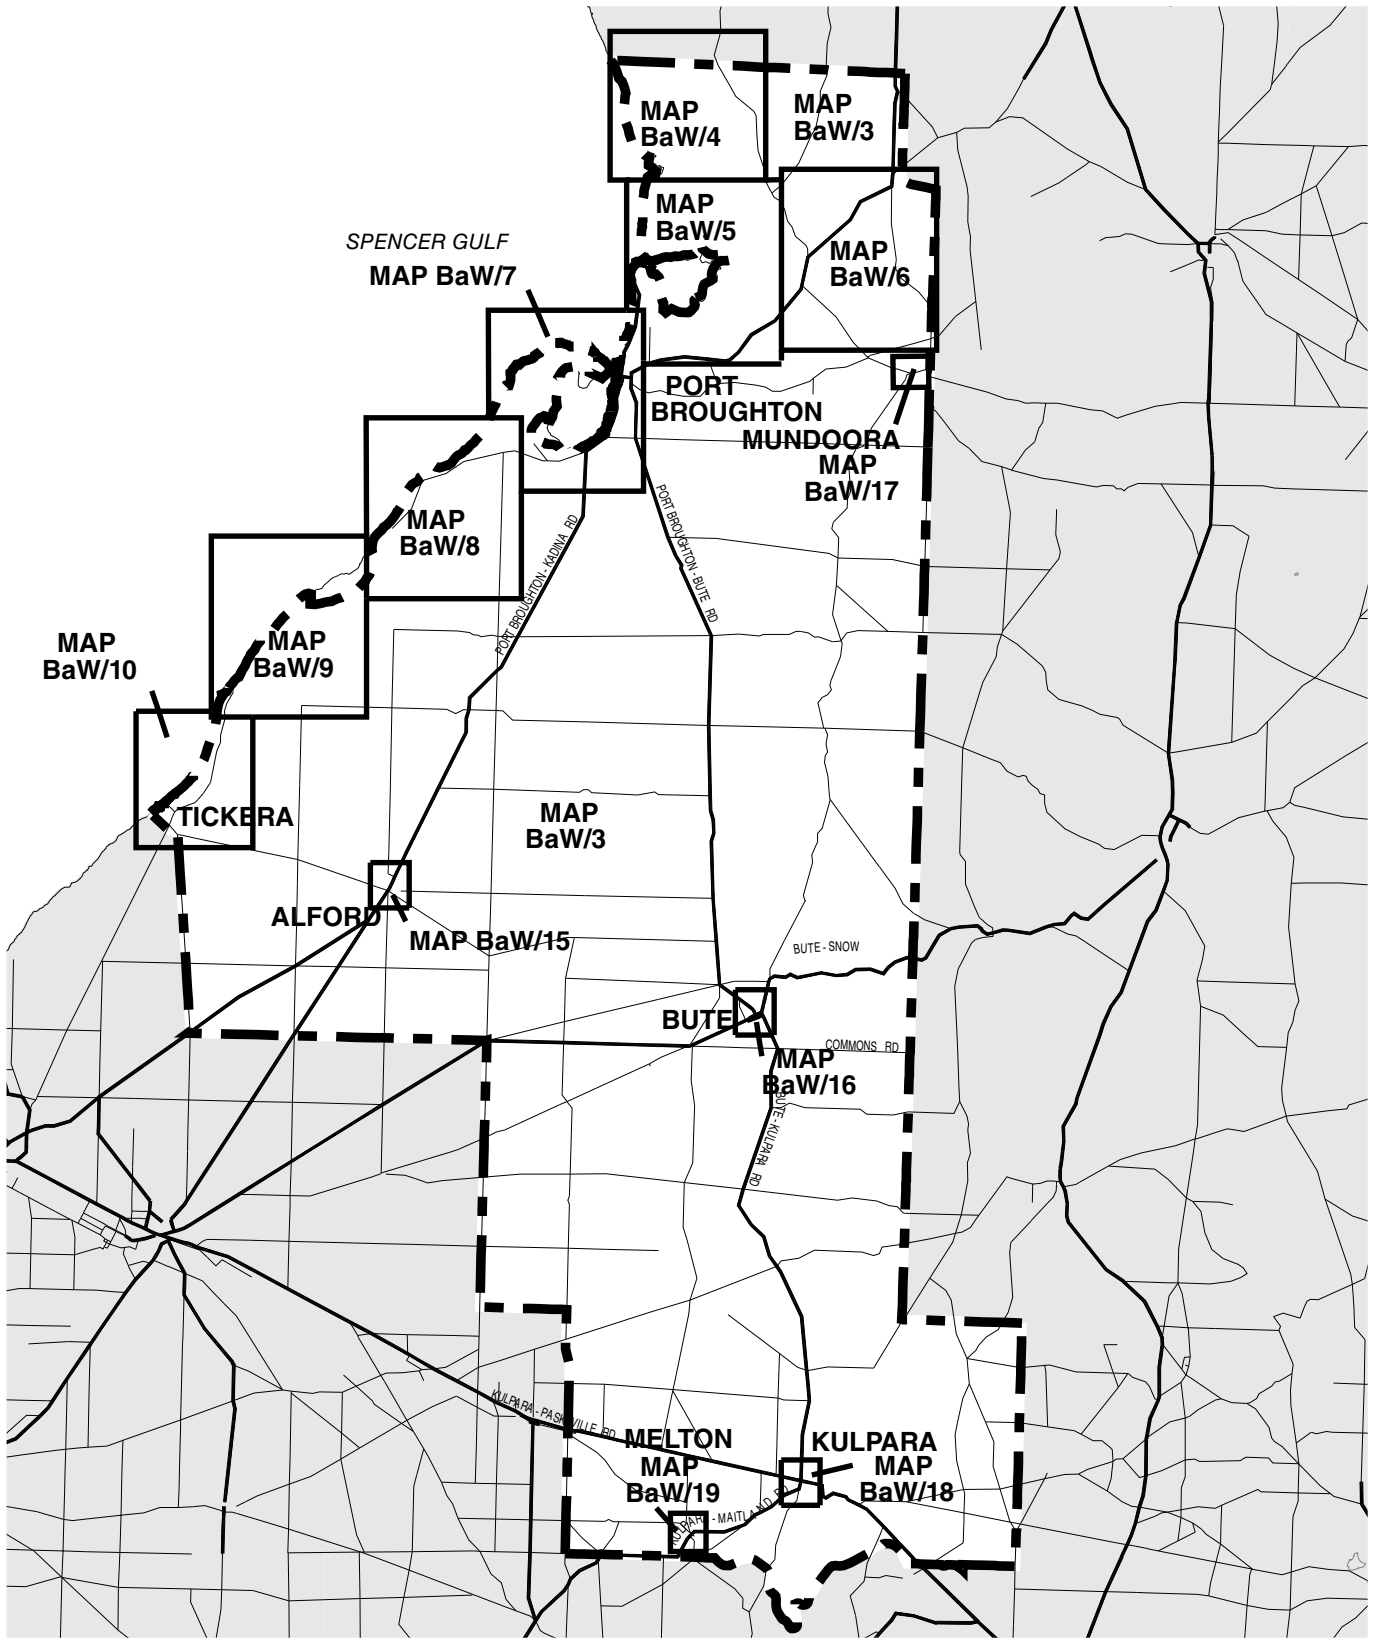 MAP
BaW/4
MAP
BaW/3
MAP
BaW/5
SPENCER GULF
MAP BaW/7
MAP
BaW/6
PORT
BROUGHTON
MUNDOORA
MAP
BaW/17
MAP
BaW/8
PORT BROUGHTON - KADINA RD
PORT BROUGHTON - BUTE RD
MAP
BaW/10
MAP
BaW/9
TICKERA
MAP
BaW/3
ALFORD
MAP BaW/15
BUTE - SNOW
BUTE
COMMONS RD
MAP
BaW/16
BUTE - KULPARA RD
KULPARA - PASKEVILLE RD
MELTON
MAP
BaW/19
KULPARA
MAP
BaW/18
KULPARA - MAITLAND RD